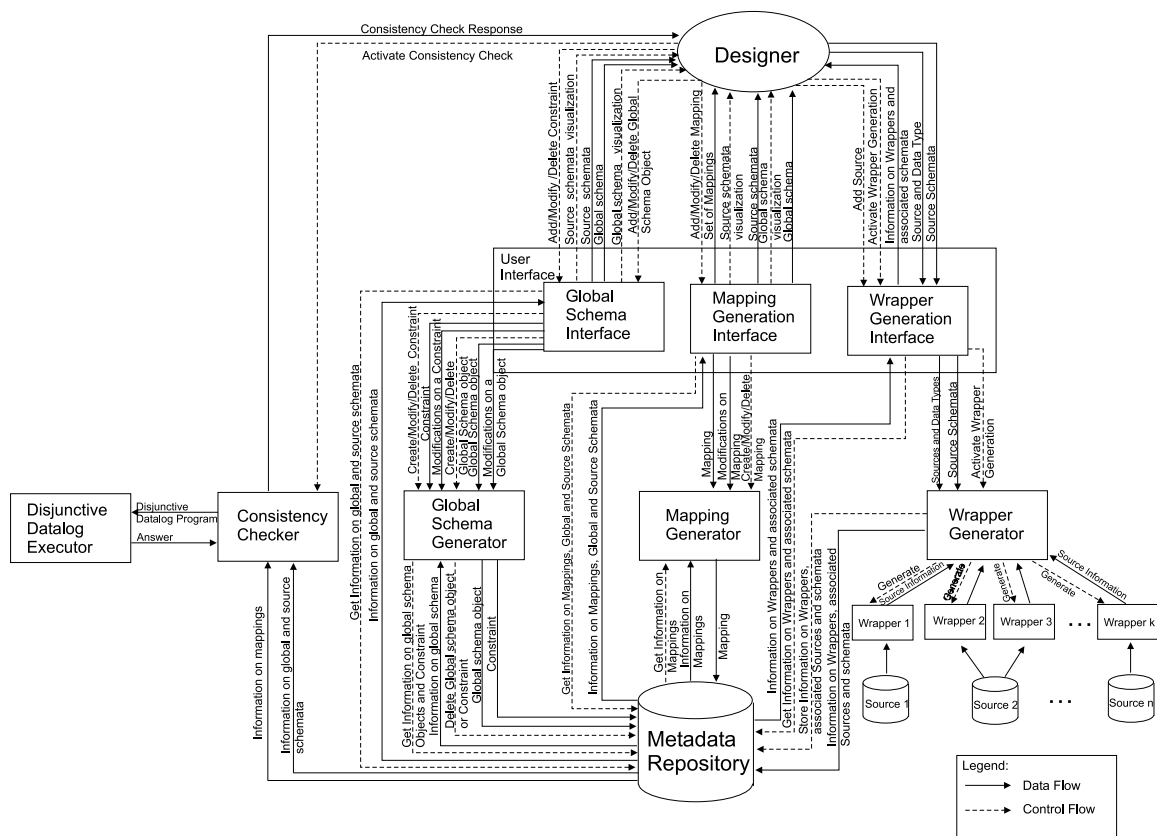 Consistency Check Response
Activate Consistency Check
Designer
Add/Modify/Delete Constraint
Source schemata visualization
Source schemata
Global schema
Global schema visualization
Add/Modify/Delete Global
Schema Object
Add/Modify/Delete Mapping
Set of Mappings
Source schemata
visualization
Source schemata
Global schema
visualization
Global schema
Add Source
Activate Wrapper Generation
Information on Wrappers and
associated schemata
Source and Data Type
Source Schemata
User
Interface
Global
Schema
Interface
Mapping
Generation
Interface
Wrapper
Generation
Interface
Get Information on global and source schemata
Information on global and source schemata
Create/Modify/Delete Constraint
Constraint
Modifications on a Constraint
Create/Modify/Delete
Global Schema object
Global Schema object
Modifications on a
Global Schema object
Get Information on Mappings, Global and Source Schemata
Information on Mappings, Global and Source Schemata
Mapping
Modifications on
Mapping
Create/Modify/Delete
Mapping
Information on Wrappers and associated schemata
Get Information on Wrappers and associated schemata
Sources and Data Types
Source Schemata
Activate Wrapper
Generation
Disjunctive
Datalog
Executor
Disjunctive
Datalog Program
Answer
Consistency
Checker
Global
Schema
Generator
Mapping
Generator
Wrapper
Generator
Information on mappings
Information on global and source
schemata
Get Information on global schema
Objects and Constraint
Information on global schema
Delete Global schema object
or Constraint
Global schema object
Constraint
Get Information on
Mappings
Information on
Mappings
Mapping
Store Information on Wrappers,
associated Sources and schemata
Information on Wrappers, associated
Sources and schemata
Generate
Source Information
Generate
Generate
Generate
Source Information
Wrapper 1
Wrapper 2
Wrapper 3
. . .
Wrapper k
Source 1
Source 2
. . .
Source n
Metadata
Repository
Legend:
Data Flow
Control Flow